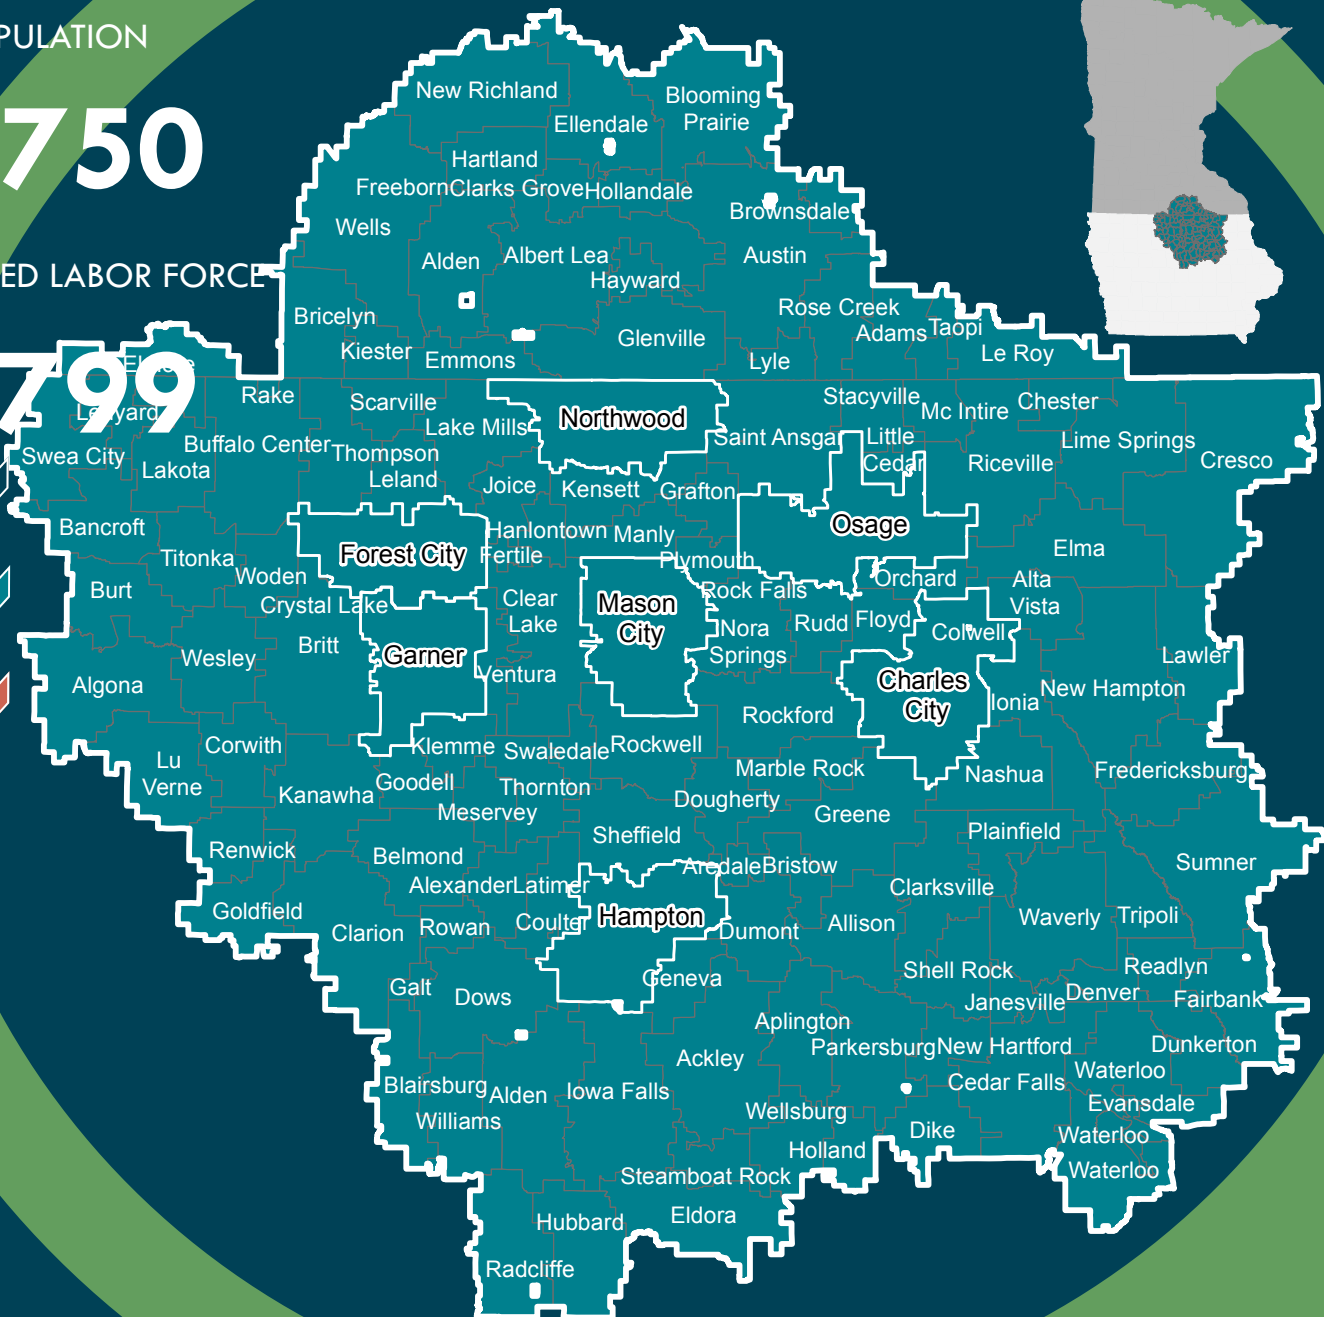 PULATION
750
ED LABOR FORCE
799
New Richland
Blooming
Prairie
Ellendale
Hartland
Freeborn
Clarks Grove
Hollandale
Brownsdale
Wells
Alden
Albert Lea
Austin
Hayward
Bricelyn
Rose Creek
Glenville
Adams
Taopi
Kiester
Emmons
Lyle
Le Roy
Rake
Scarville
Stacyville
Mc Intire
Chester
Northwood
Lake Mills
Saint Ansgar
Little
Cedar
Lime Springs
Swea City
Buffalo Center
Thompson
Lakota
Leland
Riceville
Cresco
Joice
Kensett
Grafton
Bancroft
Hanlontown
Manly
Osage
Titonka
Forest City
Fertile
Plymouth
Elma
Woden
Burt
Rock Falls
Orchard
Alta
Vista
Crystal Lake
Clear
Lake
Mason
City
Nora
Springs
Rudd
Floyd
Colwell
Britt
Garner
Wesley
Lawler
Algona
Ventura
Charles
City
New Hampton
Ionia
Rockford
Corwith
Klemme
Swaledale
Rockwell
Lu
Verne
Marble Rock
Nashua
Fredericksburg
Kanawha
Goodell
Thornton
Dougherty
Meservey
Greene
Sheffield
Plainfield
Renwick
Belmond
Aredale
Bristow
Sumner
Alexander
Latimer
Clarksville
Goldfield
Hampton
Clarion
Rowan
Coulter
Dumont
Allison
Waverly
Tripoli
Shell Rock
Readlyn
Galt
Dows
Geneva
Janesville
Denver
Fairbank
Aplington
Parkersburg
New Hartford
Dunkerton
Ackley
Waterloo
Blairsburg
Alden
Iowa Falls
Cedar Falls
Evansdale
Williams
Wellsburg
Dike
Waterloo
Holland
Steamboat Rock
Waterloo
Hubbard
Eldora
Radcliffe